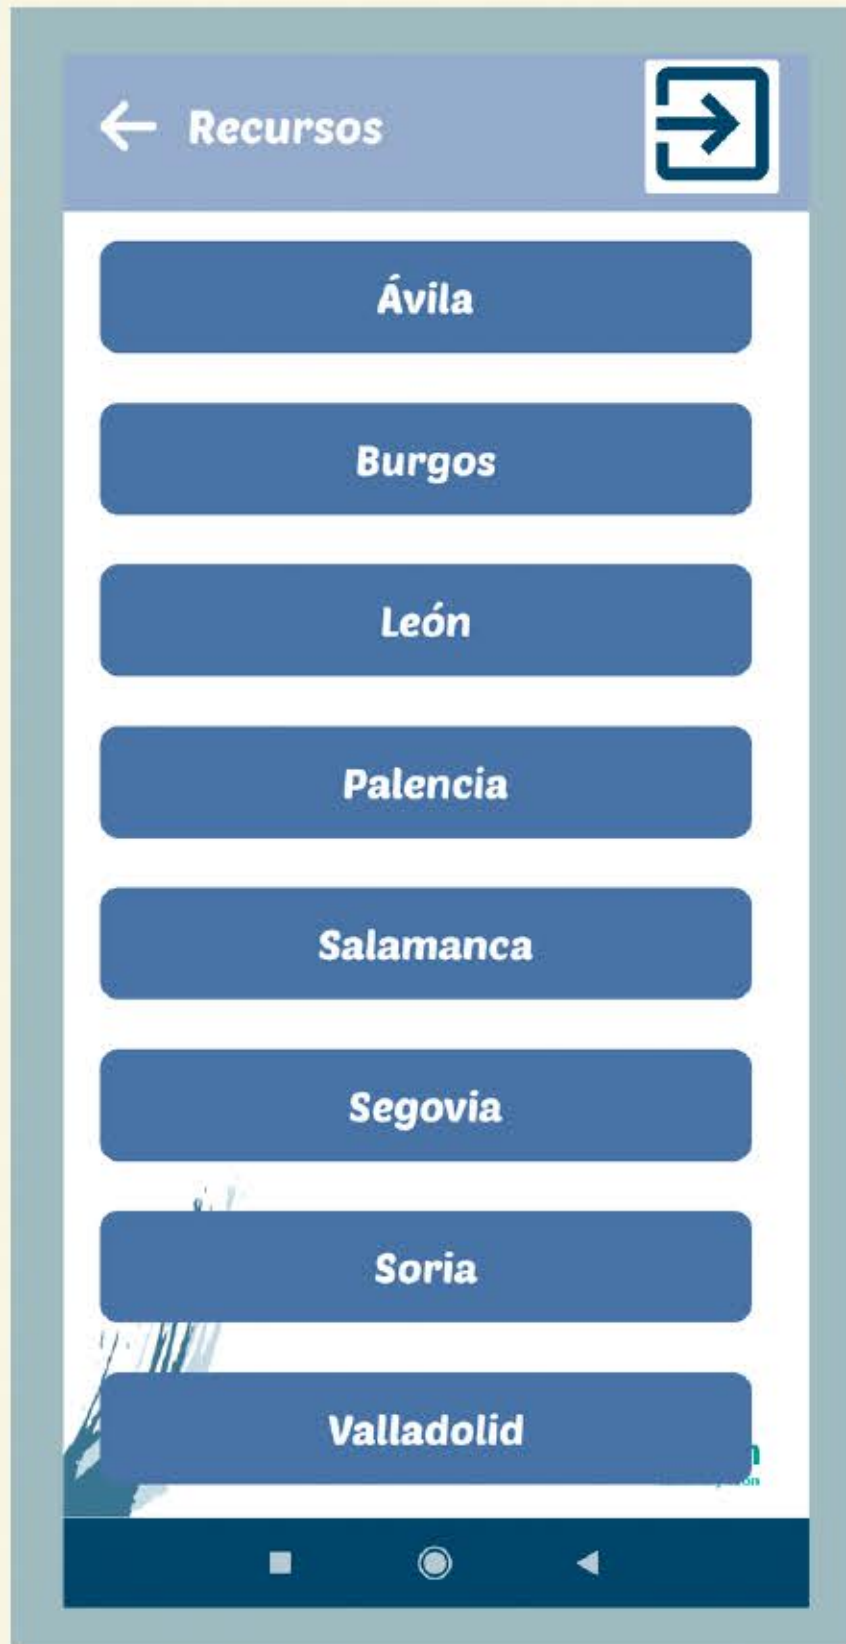 Recursos
Ávila
Burgos
León
Palencia
Salamanca
Segovia
Soria
Valladolid